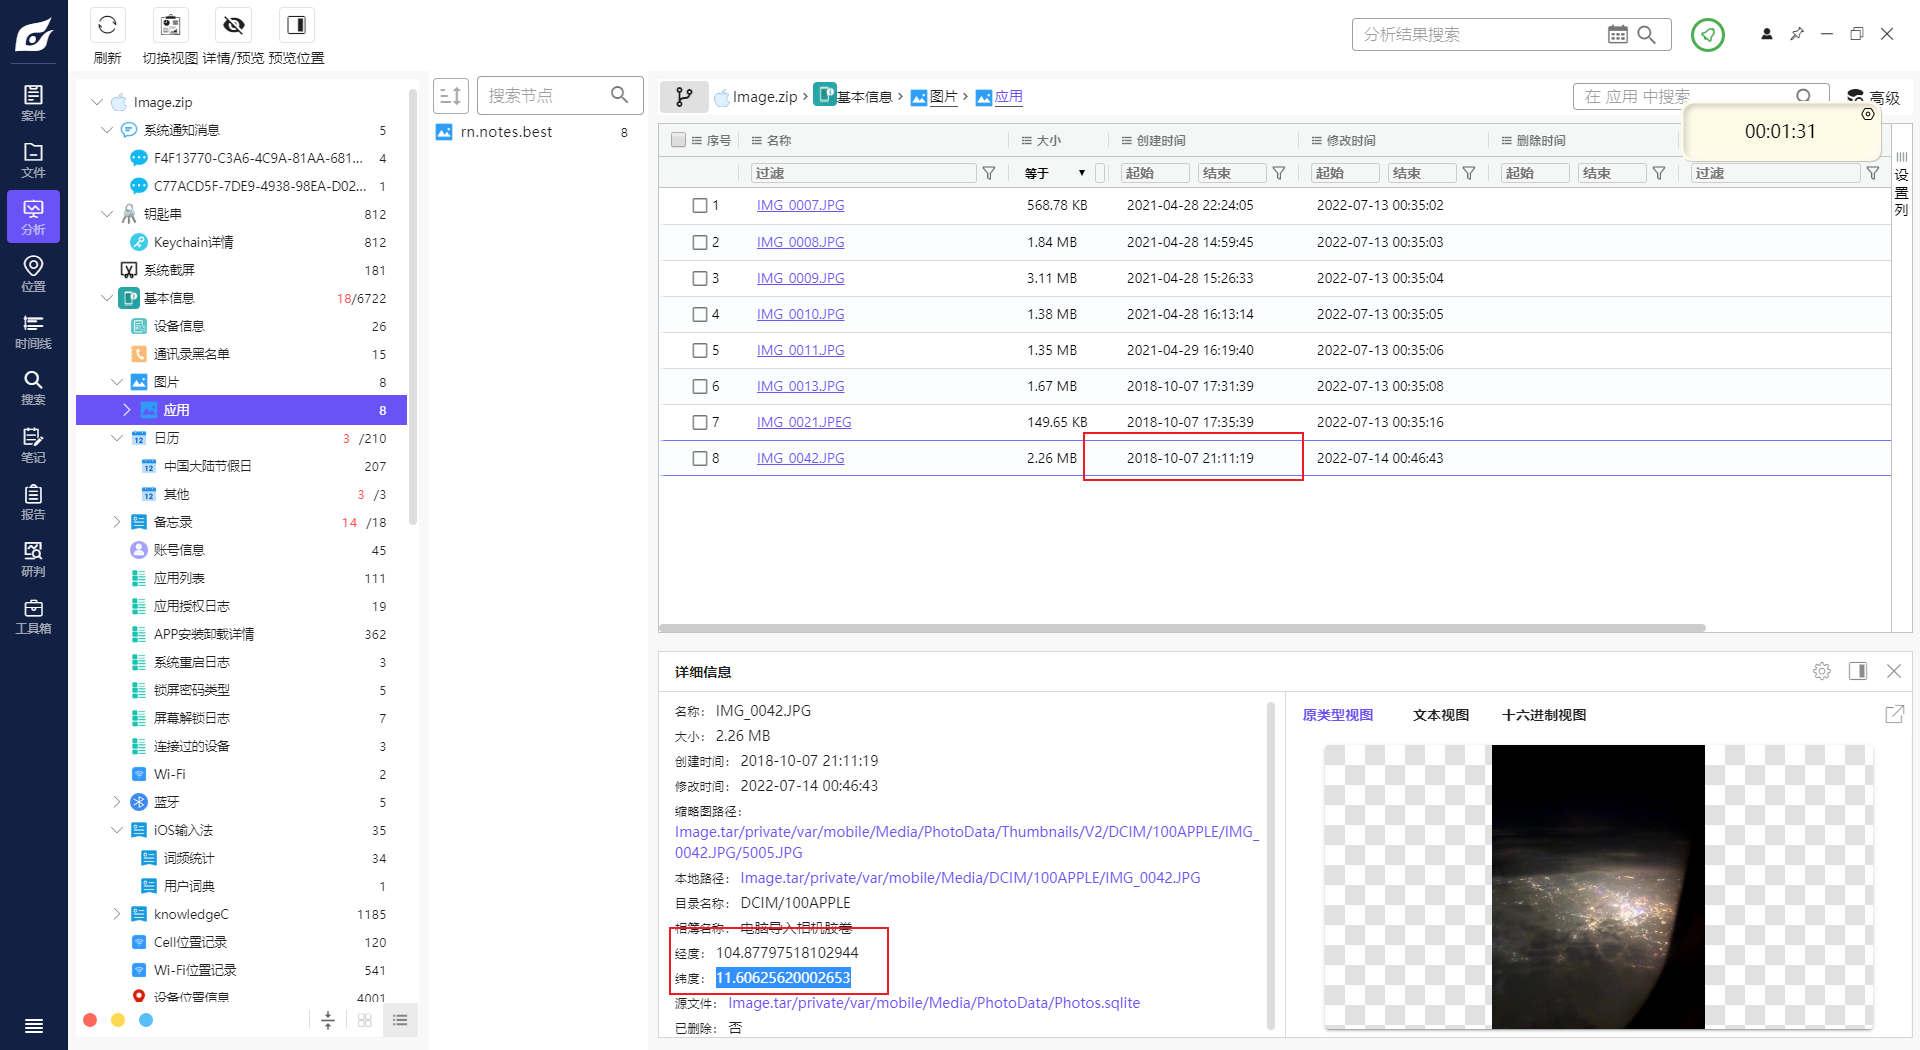 刷新
切换视图
详情/预览
预览位置
分析结果搜索
案件
文件
分析
位置
时间线
搜索
笔记
报告
研判
工具箱
Image.zip
系统通知消息 5
F4F13770-C3A6-4C9A-81AA-681... 4
C77ACD5F-7DE9-4938-98EA-D02... 1
钥匙串 812
Keychain详情 812
系统截屏 181
基本信息 18/6722
设备信息 26
通讯录黑名单 15
图片 8
应用 8
日历 3 /210
中国大陆节假日 207
其他 3 /3
备忘录 14 /18
账号信息 45
应用列表 111
应用授权日志 19
APP安装卸载详情 362
系统重启日志 3
锁屏密码类型 5
屏幕解锁日志 7
连接过的设备 3
Wi-Fi 2
蓝牙 5
iOS输入法 35
词频统计 34
用户词典 1
knowledgeC 1185
Cell位置记录 120
Wi-Fi位置记录 541
设备位置信息 4001
搜索节点
rn.notes.best 8
Image.zip › 基本信息 › 图片 › 应用
在 应用 中搜索
高级
00:01:31
序号 名称 大小 创建时间 修改时间 删除时间
过滤 等于 起始 结束 起始 结束 起始 结束 过滤
设置列
1 IMG_0007.JPG 568.78 KB 2021-04-28 22:24:05 2022-07-13 00:35:02
2 IMG_0008.JPG 1.84 MB 2021-04-28 14:59:45 2022-07-13 00:35:03
3 IMG_0009.JPG 3.11 MB 2021-04-28 15:26:33 2022-07-13 00:35:04
4 IMG_0010.JPG 1.38 MB 2021-04-28 16:13:14 2022-07-13 00:35:05
5 IMG_0011.JPG 1.35 MB 2021-04-29 16:19:40 2022-07-13 00:35:06
6 IMG_0013.JPG 1.67 MB 2018-10-07 17:31:39 2022-07-13 00:35:08
7 IMG_0021.JPEG 149.65 KB 2018-10-07 17:35:39 2022-07-13 00:35:16
8 IMG_0042.JPG 2.26 MB 2018-10-07 21:11:19 2022-07-14 00:46:43
详细信息
名称： IMG_0042.JPG
大小： 2.26 MB
创建时间： 2018-10-07 21:11:19
修改时间： 2022-07-14 00:46:43
缩略图路径：
Image.tar/private/var/mobile/Media/PhotoData/Thumbnails/V2/DCIM/100APPLE/IMG_
0042.JPG/5005.JPG
本地路径： Image.tar/private/var/mobile/Media/DCIM/100APPLE/IMG_0042.JPG
目录名称： DCIM/100APPLE
相簿名称： 电脑导入相机胶卷
经度： 104.87797518102944
纬度： 11.60625620002653
源文件： Image.tar/private/var/mobile/Media/PhotoData/Photos.sqlite
已删除： 否
原类型视图 文本视图 十六进制视图